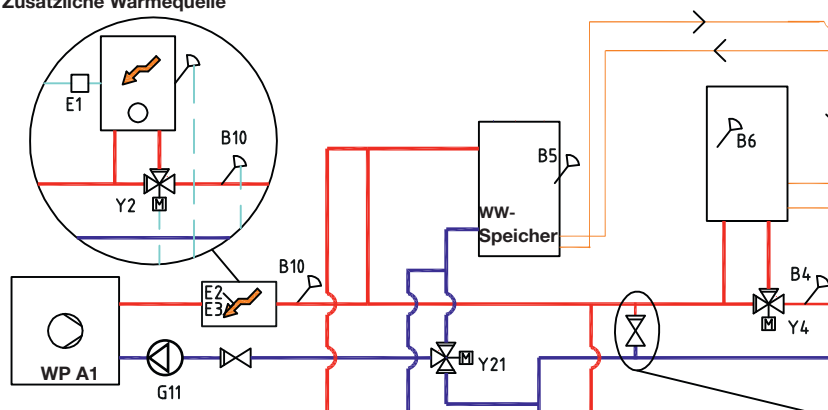 Zusätzliche Wärmequelle
E1
B10
Y2
M
B5
WW-
Speicher
B6
B10
E2
E3
B4
M
Y4
WP A1
G11
M
Y21